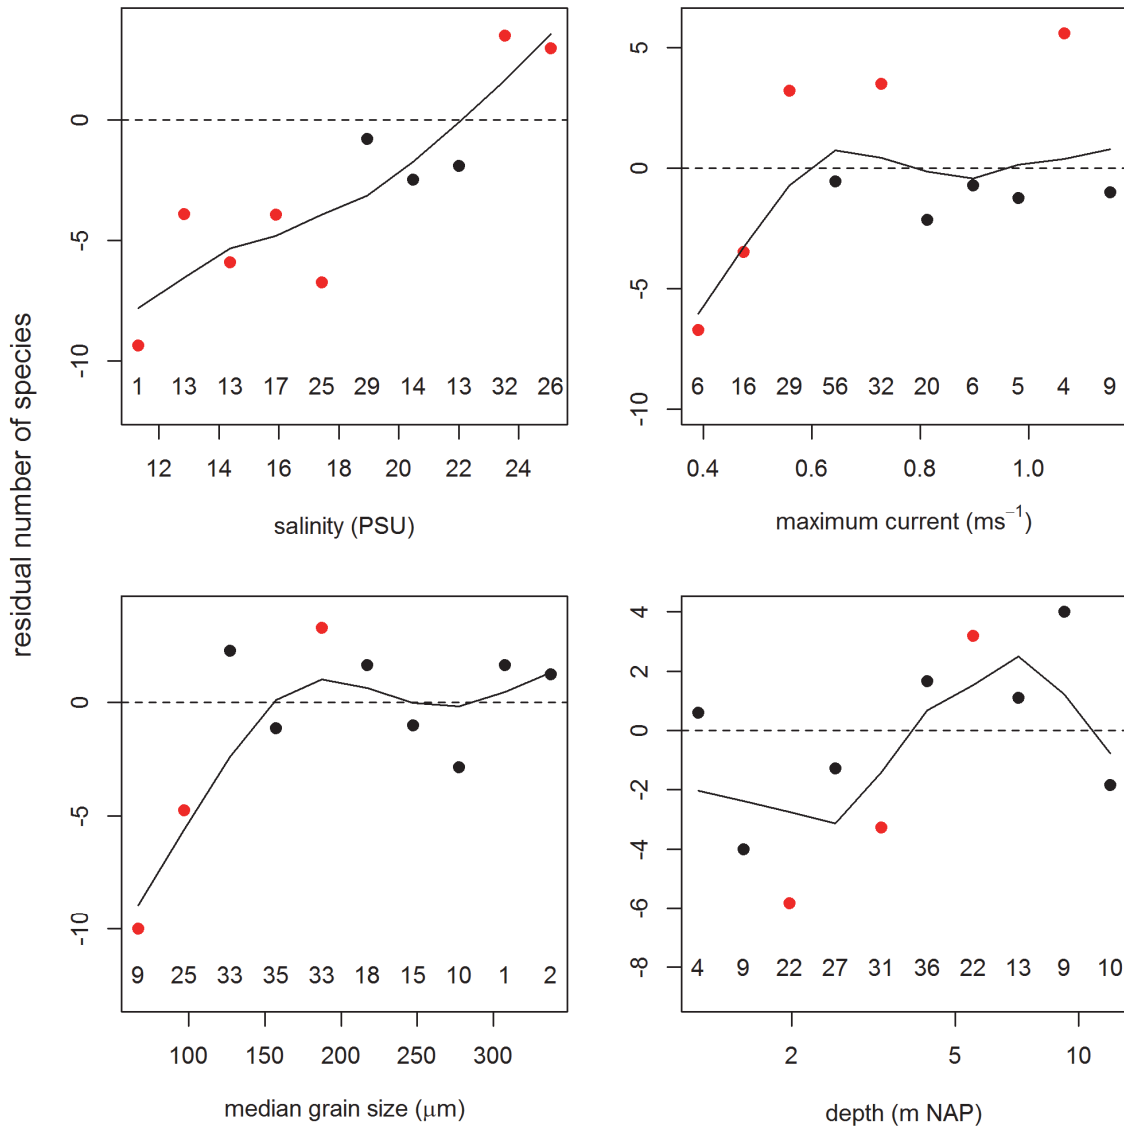 residual number of species
0
-5
-10
1 13 13 17 25 29 14 13 32 26
12 14 16 18 20 22 24
salinity (PSU)
5
0
-5
-10
6 16 29 56 32 20 6 5 4 9
0.4 0.6 0.8 1.0
maximum current (ms⁻¹)
0
-5
-10
9 25 33 35 33 18 15 10 1 2
100 150 200 250 300
median grain size (μm)
4
2
0
-2
-4
-6
-8
4 9 22 27 31 36 22 13 9 10
2 5 10
depth (m NAP)